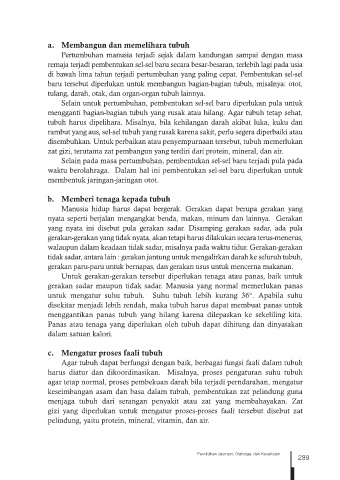 a. Membangun dan memelihara tubuh
Pertumbuhan manusia terjadi sejak dalam kandungan sampai dengan masa
remaja terjadi pembentukan sel-sel baru secara besar-besaran, terlebih lagi pada usia
di bawah lima tahun terjadi pertumbuhan yang paling cepat. Pembentukan sel-sel
baru tersebut diperlukan untuk membangun bagian-bagian tubuh, misalnya: otot,
tulang, darah, otak, dan organ-organ tubuh lainnya.
Selain untuk pertumbuhan, pembentukan sel-sel baru diperlukan pula untuk
mengganti bagian-bagian tubuh yang rusak atau hilang. Agar tubuh tetap sehat,
tubuh harus dipelihara. Misalnya, bila kehilangan darah akibat luka, kuku dan
rambut yang aus, sel-sel tubuh yang rusak karena sakit, perlu segera diperbaiki atau
disembuhkan. Untuk perbaikan atau penyempurnaan tersebut, tubuh memerlukan
zat gizi, terutama zat pembangun yang terdiri dari protein, mineral, dan air.
Selain pada masa pertumbuhan, pembentukan sel-sel baru terjadi pula pada
waktu berolahraga. Dalam hal ini pembentukan sel-sel baru diperlukan untuk
membentuk jaringan-jaringan otot.
b. Memberi tenaga kepada tubuh
Manusia hidup harus dapat bergerak. Gerakan dapat berupa gerakan yang
nyata seperti berjalan mengangkat benda, makan, minum dan lainnya. Gerakan
yang nyata ini disebut pula gerakan sadar. Disamping gerakan sadar, ada pula
gerakan-gerakan yang tidak nyata, akan tetapi harus dilakukan secara terus-menerus,
walaupun dalam keadaan tidak sadar, misalnya pada waktu tidur. Gerakan-gerakan
tidak sadar, antara lain : gerakan jantung untuk mengalirkan darah ke seluruh tubuh,
gerakan paru-paru untuk bernapas, dan gerakan usus untuk mencerna makanan.
Untuk gerakan-gerakan tersebut diperlukan tenaga atau panas, baik untuk
gerakan sadar maupun tidak sadar. Manusia yang normal memerlukan panas
untuk mengatur suhu tubuh. Suhu tubuh lebih kurang 36°. Apabila suhu
disekitar menjadi lebih rendah, maka tubuh harus dapat membuat panas untuk
menggantikan panas tubuh yang hilang karena dilepaskan ke sekeliling kita.
Panas atau tenaga yang diperlukan oleh tubuh dapat dihitung dan dinyatakan
dalam satuan kalori.
c. Mengatur proses faali tubuh
Agar tubuh dapat berfungsi dengan baik, berbagai fungsi faali dalam tubuh
harus diatur dan dikoordinasikan. Misalnya, proses pengaturan suhu tubuh
agar tetap normal, proses pembekuan darah bila terjadi perndarahan, mengatur
keseimbangan asam dan basa dalam tubuh, pembentukan zat pelindung guna
menjaga tubuh dari serangan penyakit atau zat yang membahayakan. Zat
gizi yang diperlukan untuk mengatur proses-proses faali tersebut disebut zat
pelindung, yaitu protein, mineral, vitamin, dan air.
Pendidikan Jasmani, Olahraga, dan Kesehatan
289